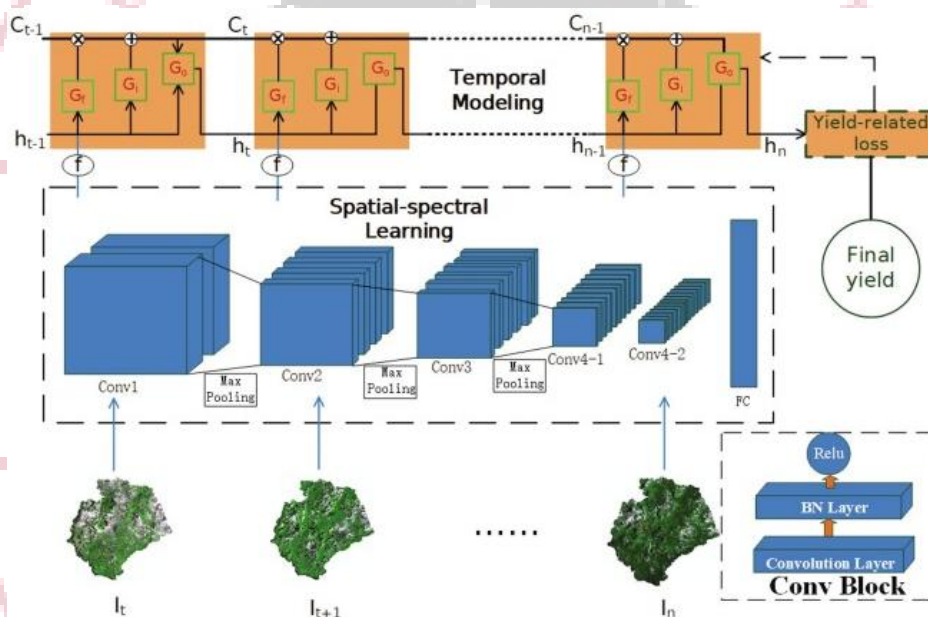 Ct-1
Ct
Cn-1
Gf
Gi
Go
Gf
Gi
Go
Gf
Gi
Go
Temporal
Modeling
ht-1
ht
hn-1
hn
Yield-related
loss
f
f
f
Spatial-spectral
Learning
Final
yield
Conv1
Max
Pooling
Conv2
Max
Pooling
Conv3
Max
Pooling
Conv4-1
Conv4-2
FC
Relu
BN Layer
Convolution Layer
Conv Block
......
It
It+1
In